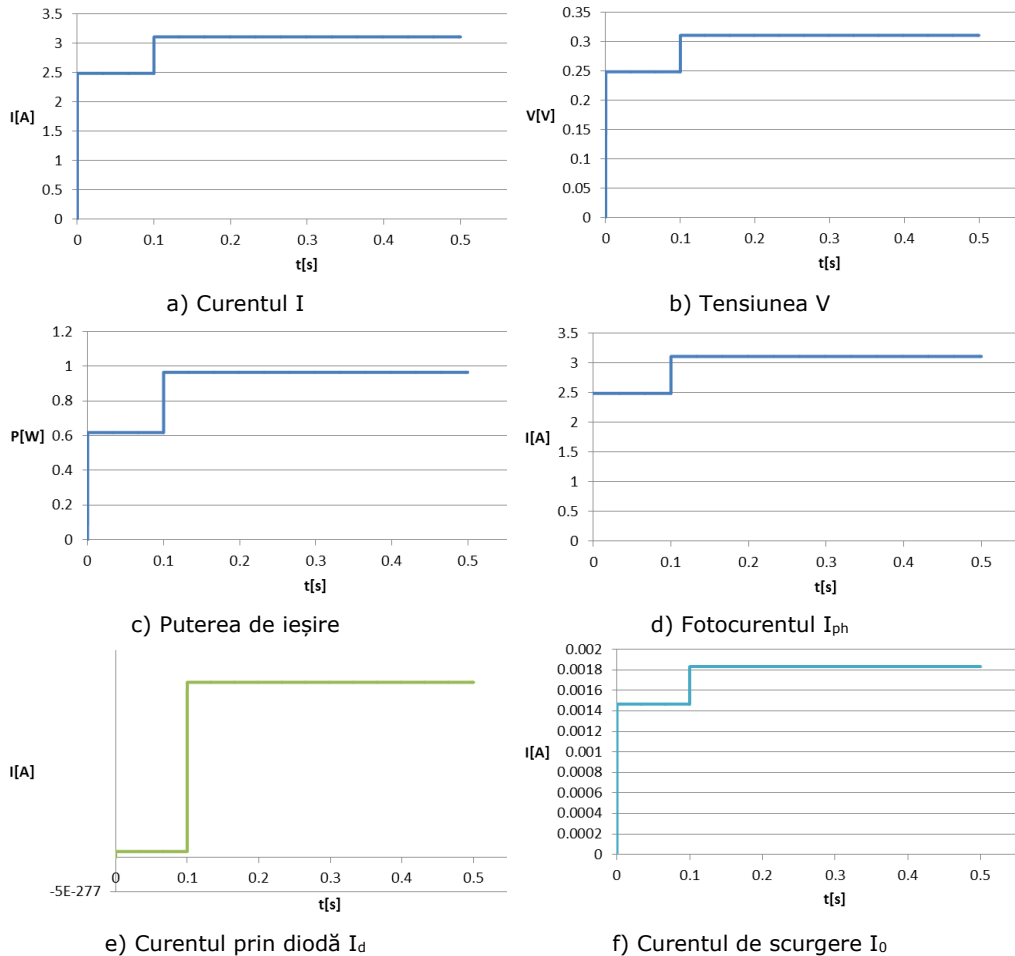 3.5
3
2.5
2
I[A]
1.5
1
0.5
0
0 0.1 0.2 0.3 0.4 0.5
t[s]
a) Curentul I
0.35
0.3
0.25
0.2
V[V]
0.15
0.1
0.05
0
0 0.1 0.2 0.3 0.4 0.5
t[s]
b) Tensiunea V
1.2
1
0.8
P[W] 0.6
0.4
0.2
0
0 0.1 0.2 0.3 0.4 0.5
t[s]
c) Puterea de ieșire
3.5
3
2.5
2
I[A]
1.5
1
0.5
0
0 0.1 0.2 0.3 0.4 0.5
t[s]
d) Fotocurentul Iph
I[A]
0 0.1 0.2 0.3 0.4 0.5
-5E-277
t[s]
e) Curentul prin diodă Id
0.002
0.0018
0.0016
0.0014
0.0012
I[A] 0.001
0.0008
0.0006
0.0004
0.0002
0
0 0.1 0.2 0.3 0.4 0.5
t[s]
f) Curentul de scurgere I0